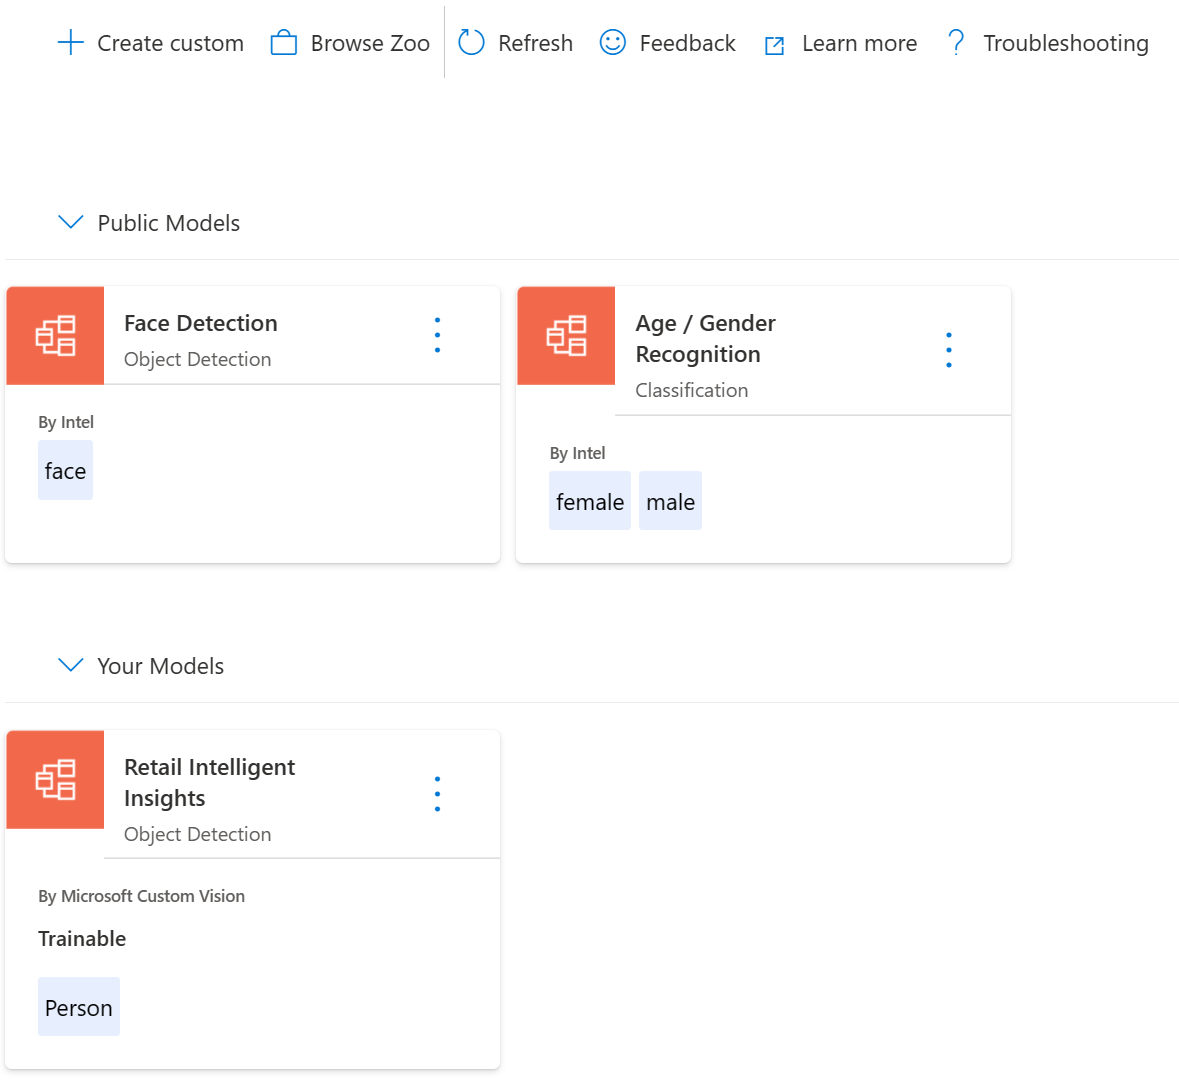 Create custom Browse Zoo Refresh Feedback Learn more Troubleshooting
Public Models
Face Detection
Object Detection
By Intel
face
Age / Gender
Recognition
Classification
By Intel
female male
Your Models
Retail Intelligent
Insights
Object Detection
By Microsoft Custom Vision
Trainable
Person